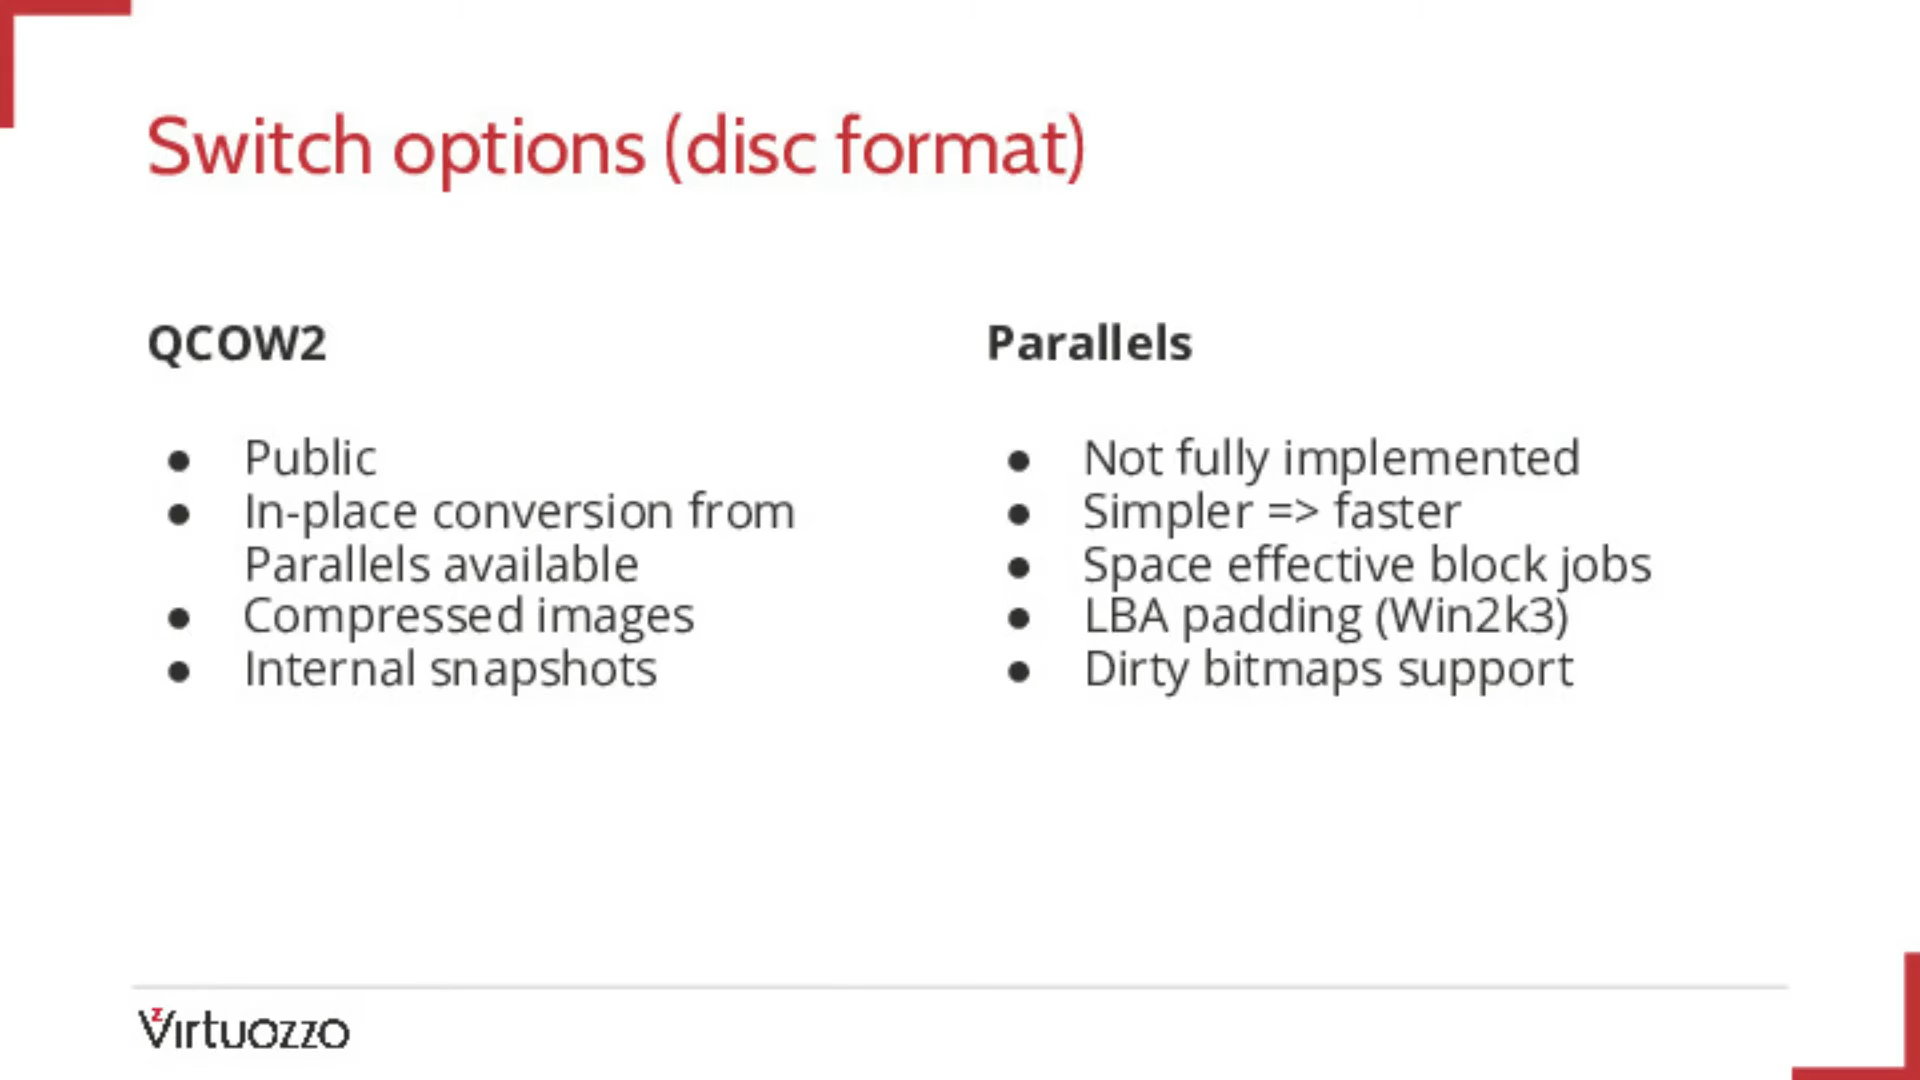 Switch options (disc format)
QCOW2
● Public
● In-place conversion from
Parallels available
● Compressed images
● Internal snapshots
Parallels
● Not fully implemented
● Simpler => faster
● Space effective block jobs
● LBA padding (Win2k3)
● Dirty bitmaps support
Virtuozzo